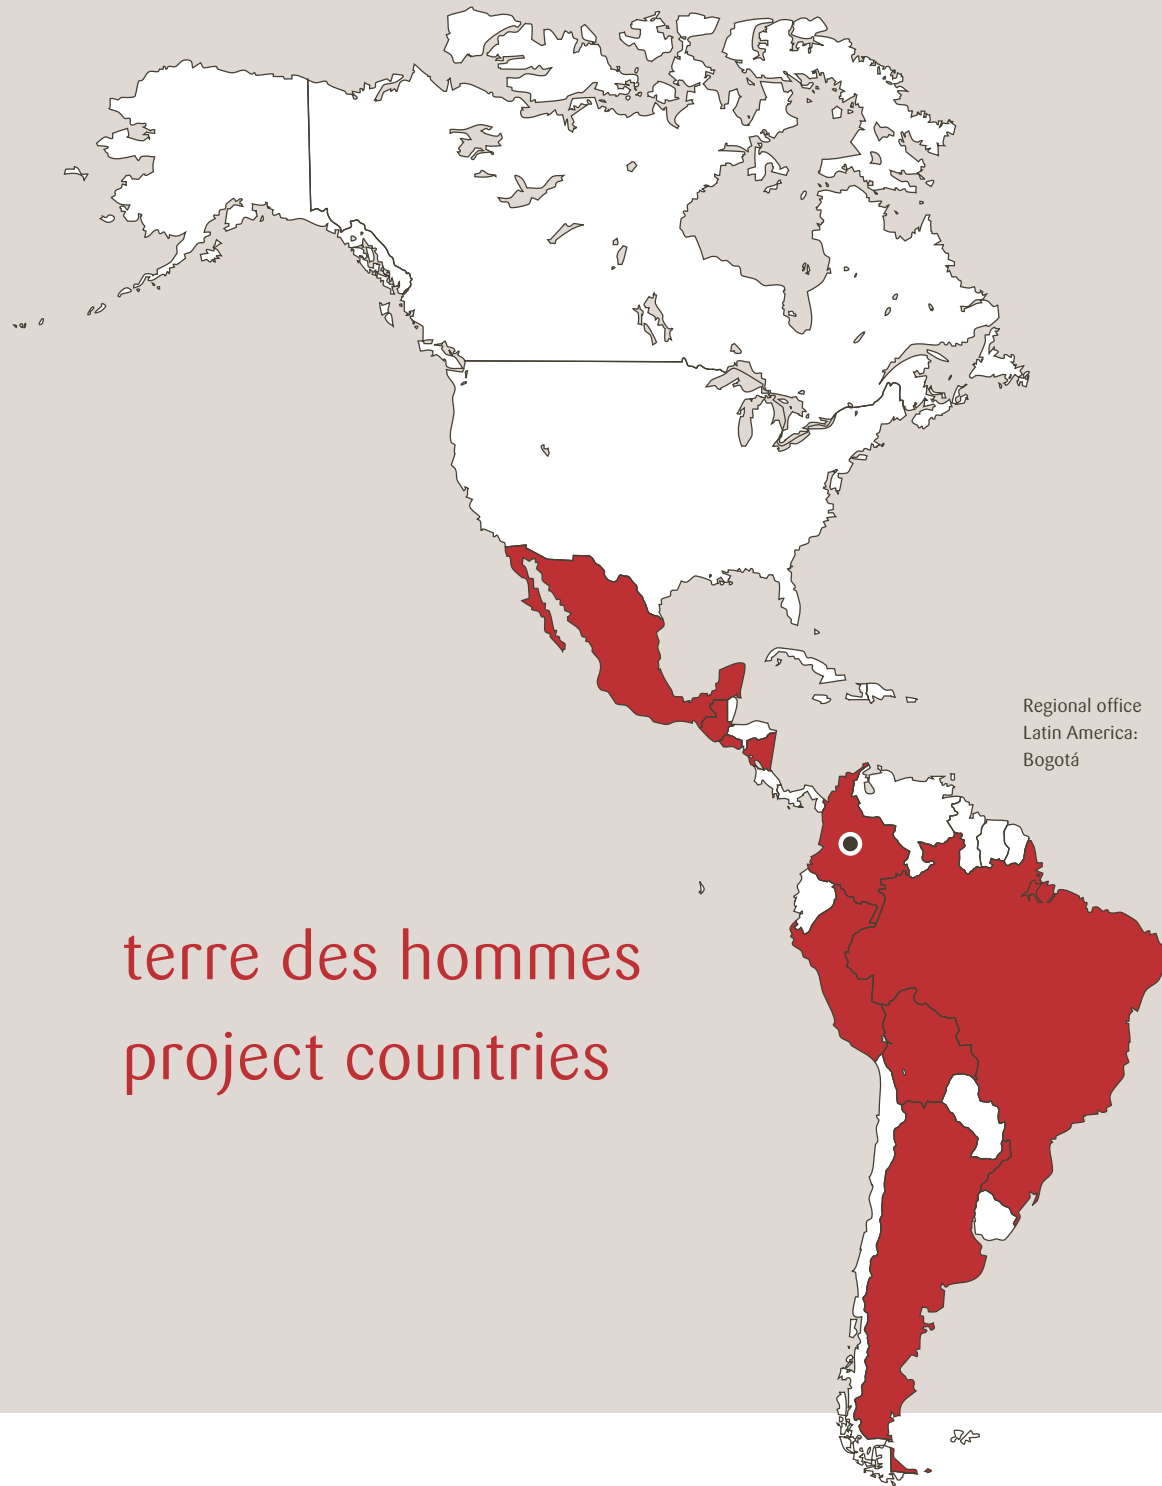 Regional office
Latin America:
Bogotá
terre des hommes
project countries